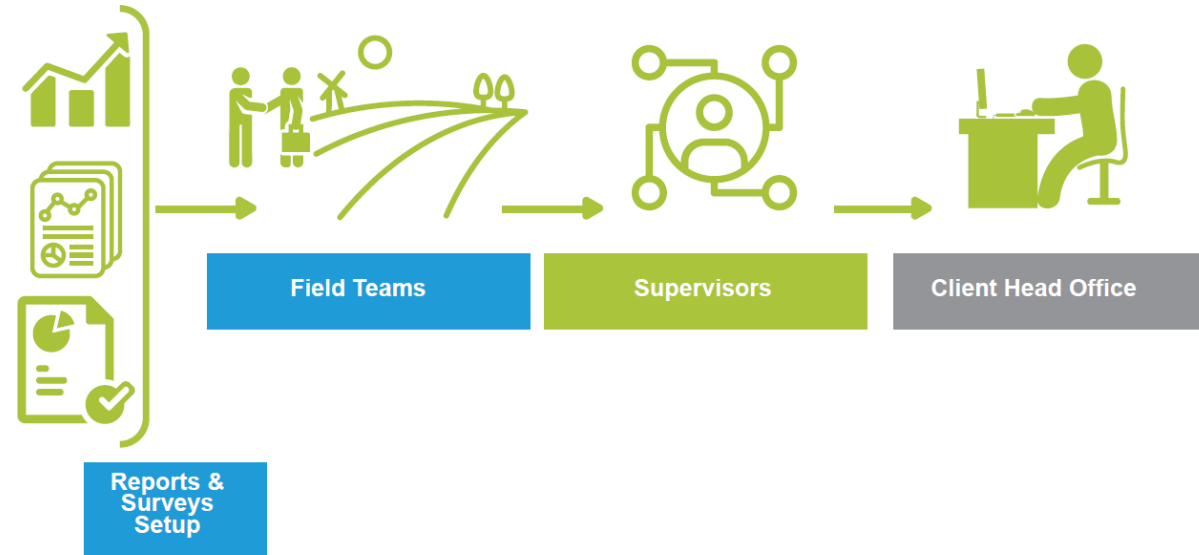 Field Teams
Supervisors
Client Head Office
Reports &
Surveys
Setup